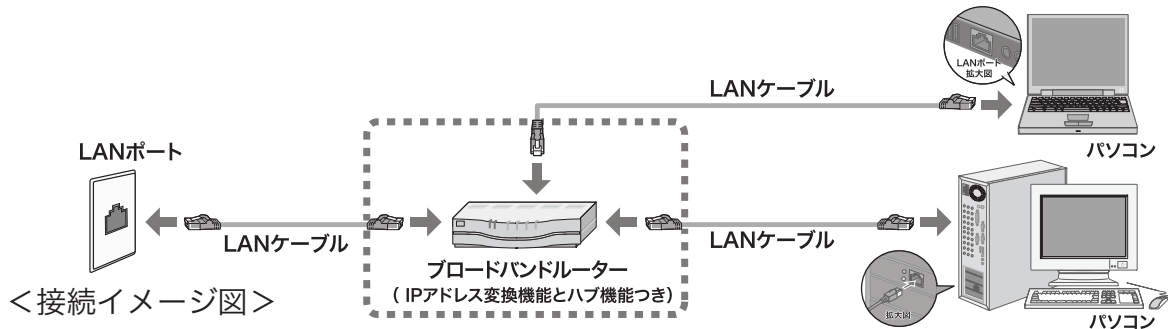 LANポート
拡大図
LANケーブル
パソコン
LANポート
LANケーブル
ブロードバンドルーター
（ IPアドレス変換機能とハブ機能つき）
LANケーブル
拡大図
パソコン
＜接続イメージ図＞